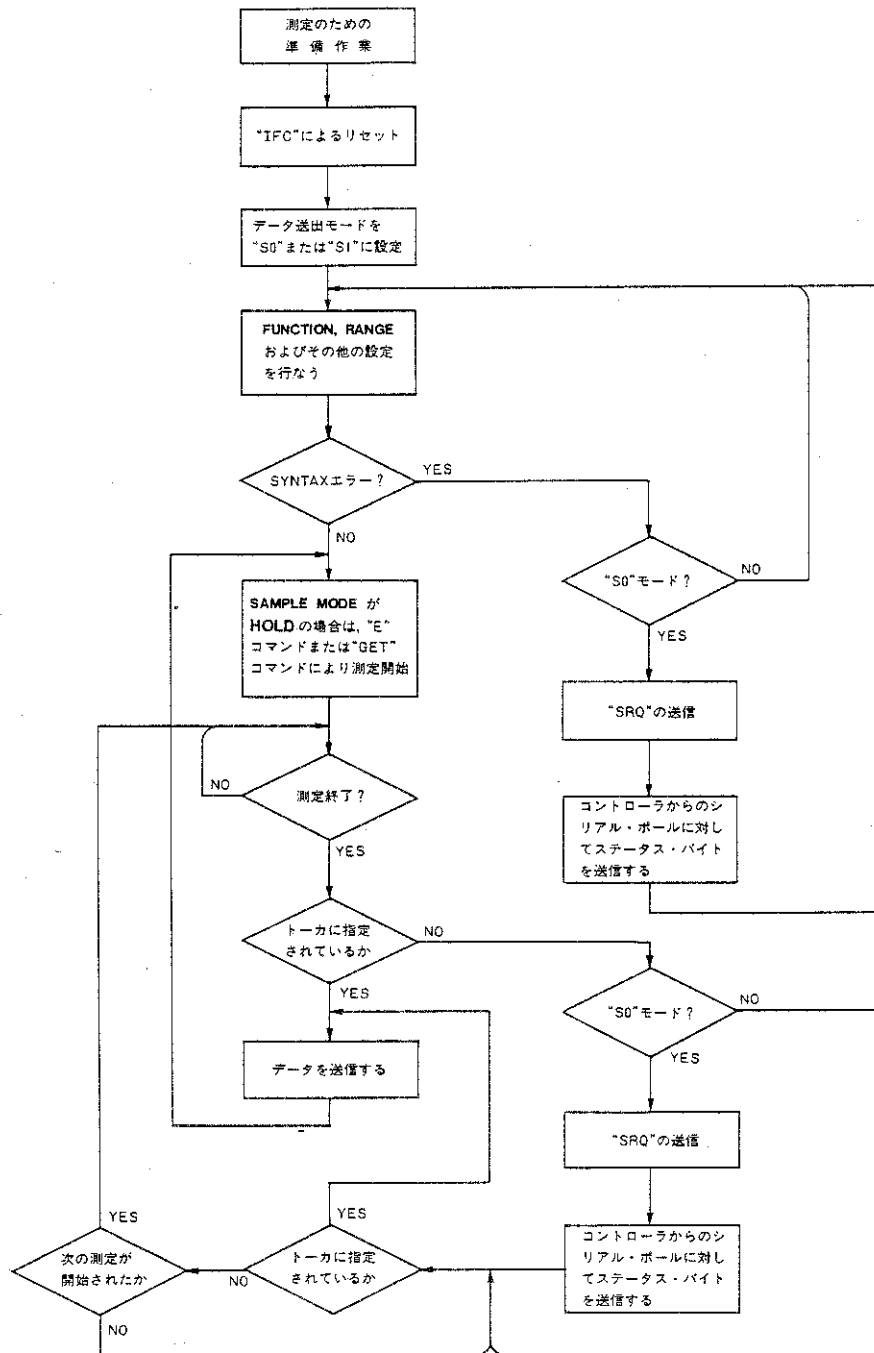 測定のための
準備作業
"IFC"によるリセット
データ送出モードを
"S0"または"S1"に設定
FUNCTION, RANGE
およびその他の設定
を行なう
SYNTAXエラー?
YES
NO
"S0"モード?
NO
YES
SAMPLE MODE が
HOLDの場合は, "E"
コマンドまたは"GET"
コマンドにより測定開始
"SRQ"の送信
NO
測定終了?
YES
コントローラからのシ
リアル・ポールに対し
てステータス・バイト
を送信する
トーカに指定
されているか
NO
YES
"S0"モード?
NO
YES
データを送信する
"SRQ"の送信
YES
YES
次の測定が
開始されたか
NO
トーカに指定
されているか
NO
コントローラからのシ
リアル・ポールに対し
てステータス・バイト
を送信する